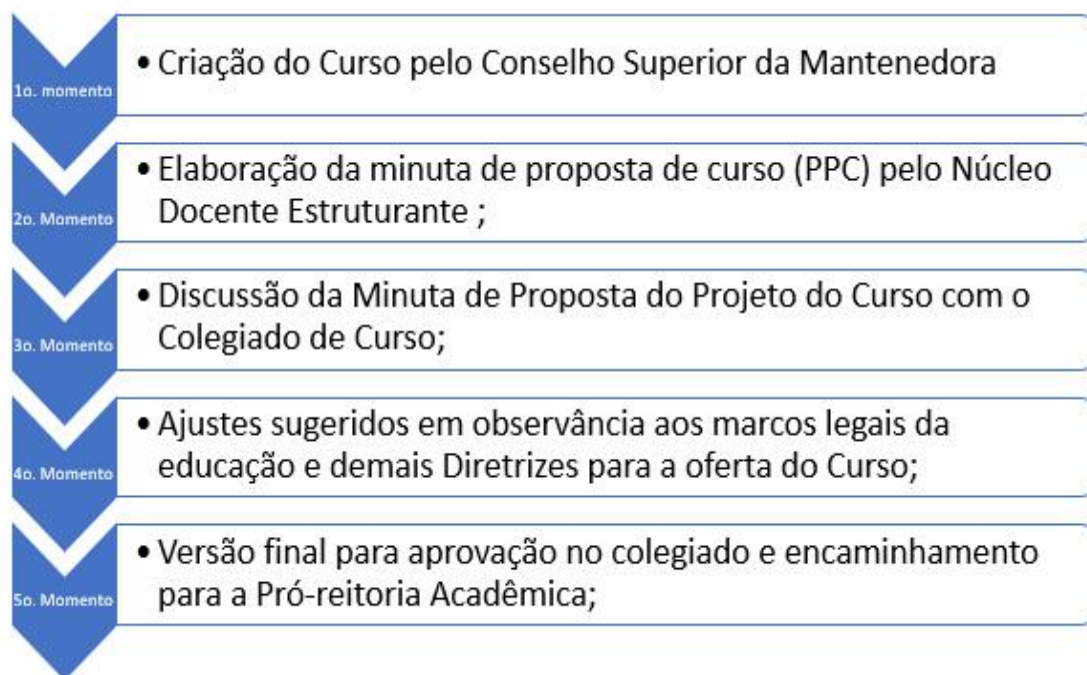 1o. momento
• Criação do Curso pelo Conselho Superior da Mantenedora
2o. Momento
• Elaboração da minuta de proposta de curso (PPC) pelo Núcleo
Docente Estruturante ;
3o. Momento
• Discussão da Minuta de Proposta do Projeto do Curso com o
Colegiado de Curso;
4o. Momento
• Ajustes sugeridos em observância aos marcos legais da
educação e demais Diretrizes para a oferta do Curso;
5o. Momento
• Versão final para aprovação no colegiado e encaminhamento
para a Pró-reitoria Acadêmica;